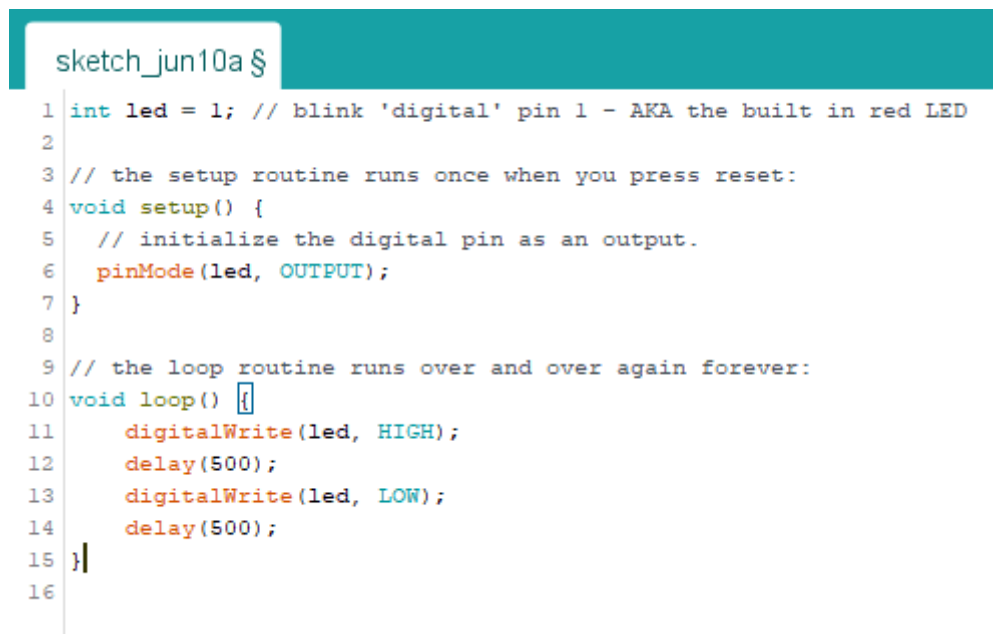 sketch_jun10a §
1 int led = 1; // blink 'digital' pin 1 - AKA the built in red LED
2
3 // the setup routine runs once when you press reset:
4 void setup() {
5   // initialize the digital pin as an output.
6   pinMode(led, OUTPUT);
7 }
8
9 // the loop routine runs over and over again forever:
10 void loop() {
11     digitalWrite(led, HIGH);
12     delay(500);
13     digitalWrite(led, LOW);
14     delay(500);
15 }
16